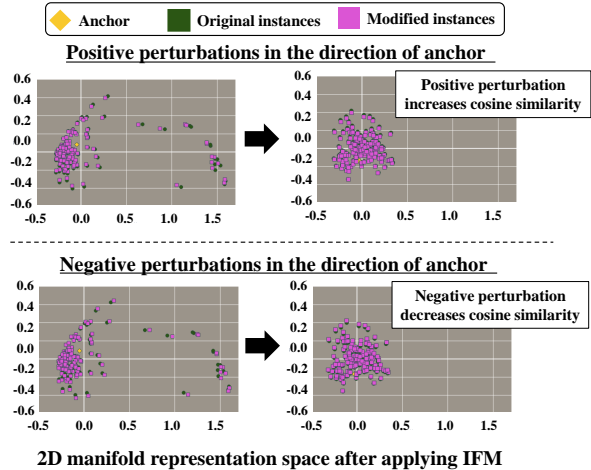 Anchor Original instances Modified instances
Positive perturbations in the direction of anchor
Positive perturbation
increases cosine similarity
0.6
0.4
0.2
0.0
-0.2
-0.4
-0.6
-0.5 0.0 0.5 1.0 1.5
0.6
0.4
0.2
0.0
-0.2
-0.4
-0.6
-0.5 0.0 0.5 1.0 1.5
Negative perturbations in the direction of anchor
Negative perturbation
decreases cosine similarity
0.6
0.4
0.2
0.0
-0.2
-0.4
-0.6
-0.5 0.0 0.5 1.0 1.5
0.6
0.4
0.2
0.0
-0.2
-0.4
-0.6
-0.5 0.0 0.5 1.0 1.5
2D manifold representation space after applying IFM